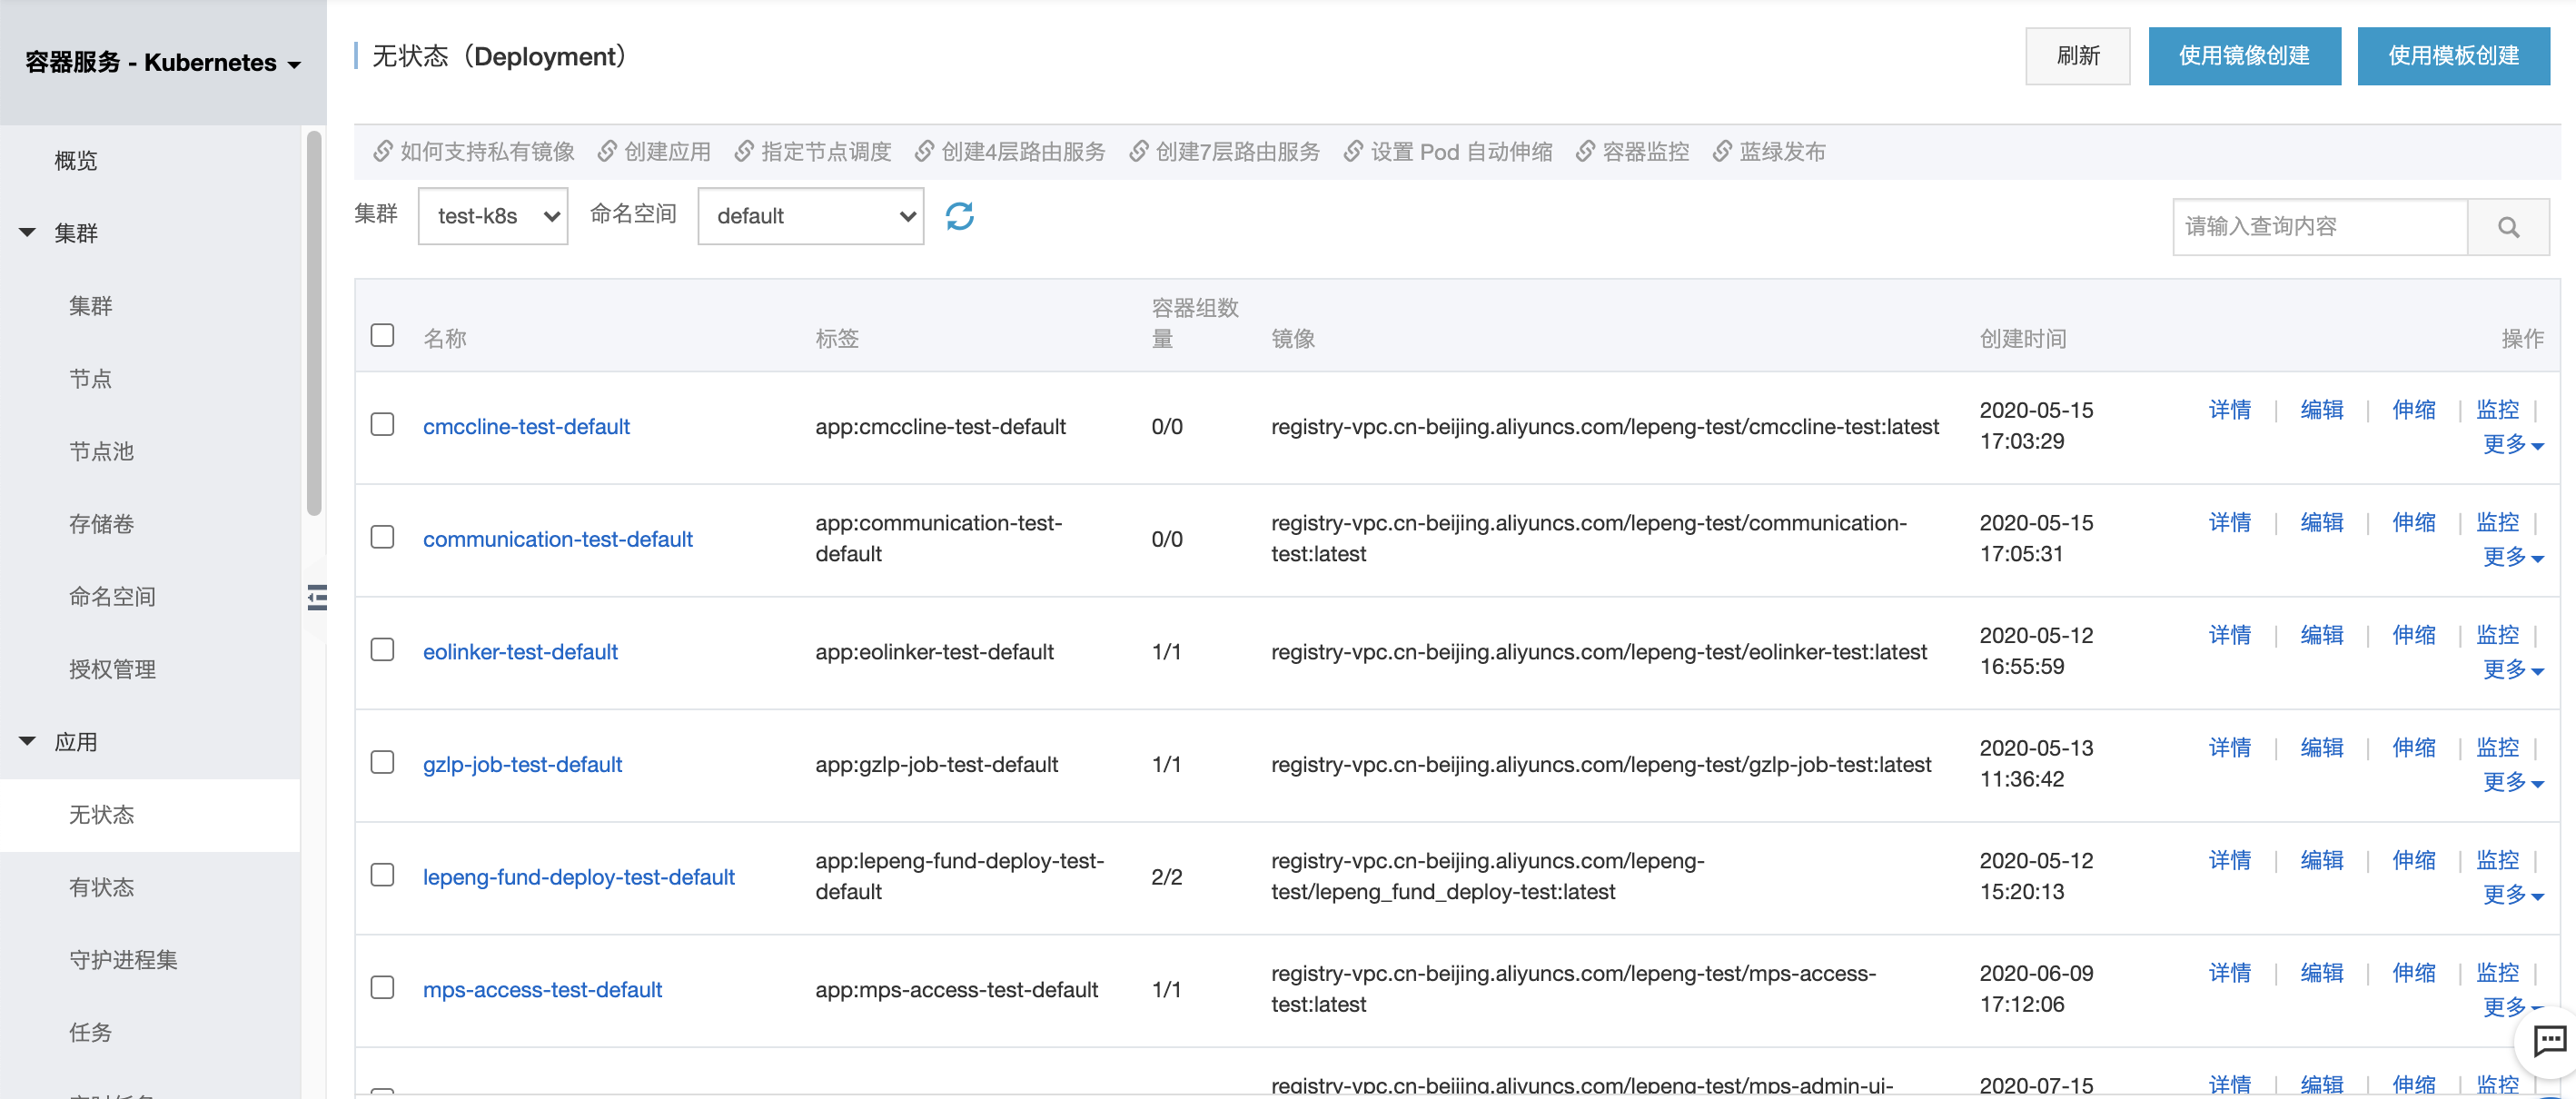 容器服务 - Kubernetes
概览
集群
集群
节点
节点池
存储卷
命名空间
授权管理
应用
无状态
有状态
守护进程集
任务
无状态（Deployment）
刷新
使用镜像创建
使用模板创建
如何支持私有镜像 创建应用 指定节点调度 创建4层路由服务 创建7层路由服务 设置 Pod 自动伸缩 容器监控 蓝绿发布
集群 test-k8s 命名空间 default
请输入查询内容
名称 标签 容器组数
量 镜像 创建时间 操作
cmccline-test-default app:cmccline-test-default 0/0 registry-vpc.cn-beijing.aliyuncs.com/lepeng-test/cmccline-test:latest 2020-05-15
17:03:29 详情 | 编辑 | 伸缩 | 监控 |
更多
communication-test-default app:communication-test-
default 0/0 registry-vpc.cn-beijing.aliyuncs.com/lepeng-test/communication-
test:latest 2020-05-15
17:05:31 详情 | 编辑 | 伸缩 | 监控 |
更多
eolinker-test-default app:eolinker-test-default 1/1 registry-vpc.cn-beijing.aliyuncs.com/lepeng-test/eolinker-test:latest 2020-05-12
16:55:59 详情 | 编辑 | 伸缩 | 监控 |
更多
gzlp-job-test-default app:gzlp-job-test-default 1/1 registry-vpc.cn-beijing.aliyuncs.com/lepeng-test/gzlp-job-test:latest 2020-05-13
11:36:42 详情 | 编辑 | 伸缩 | 监控 |
更多
lepeng-fund-deploy-test-default app:lepeng-fund-deploy-test-
default 2/2 registry-vpc.cn-beijing.aliyuncs.com/lepeng-
test/lepeng_fund_deploy-test:latest 2020-05-12
15:20:13 详情 | 编辑 | 伸缩 | 监控 |
更多
mps-access-test-default app:mps-access-test-default 1/1 registry-vpc.cn-beijing.aliyuncs.com/lepeng-test/mps-access-
test:latest 2020-06-09
17:12:06 详情 | 编辑 | 伸缩 | 监控 |
更多
registry-vpc.cn-beijing.aliyuncs.com/lepeng-test/mps-admin-ui- 2020-07-15 详情 | 编辑 | 伸缩 | 监控 |